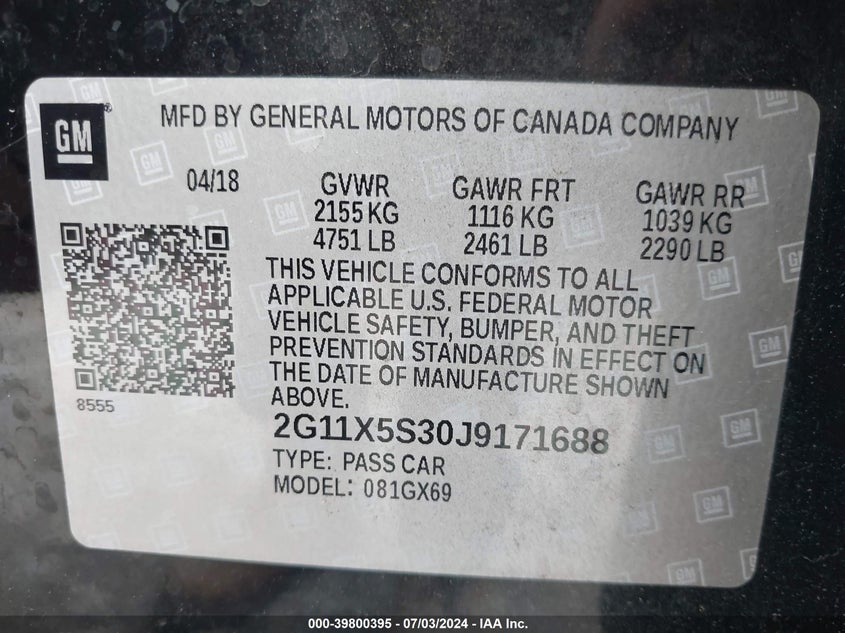 GM
MFD BY GENERAL MOTORS OF CANADA COMPANY
04/18 GVWR GAWR FRT GAWR RR
2155 KG 1116 KG 1039 KG
4751 LB 2461 LB 2290 LB
THIS VEHICLE CONFORMS TO ALL
APPLICABLE U.S. FEDERAL MOTOR
VEHICLE SAFETY, BUMPER, AND THEFT
PREVENTION STANDARDS IN EFFECT ON
THE DATE OF MANUFACTURE SHOWN
ABOVE.
8555
2G11X5S30J9171688
TYPE: PASS CAR
MODEL: 081GX69
000-39800395 / 07/03/2024 - IAA Inc.